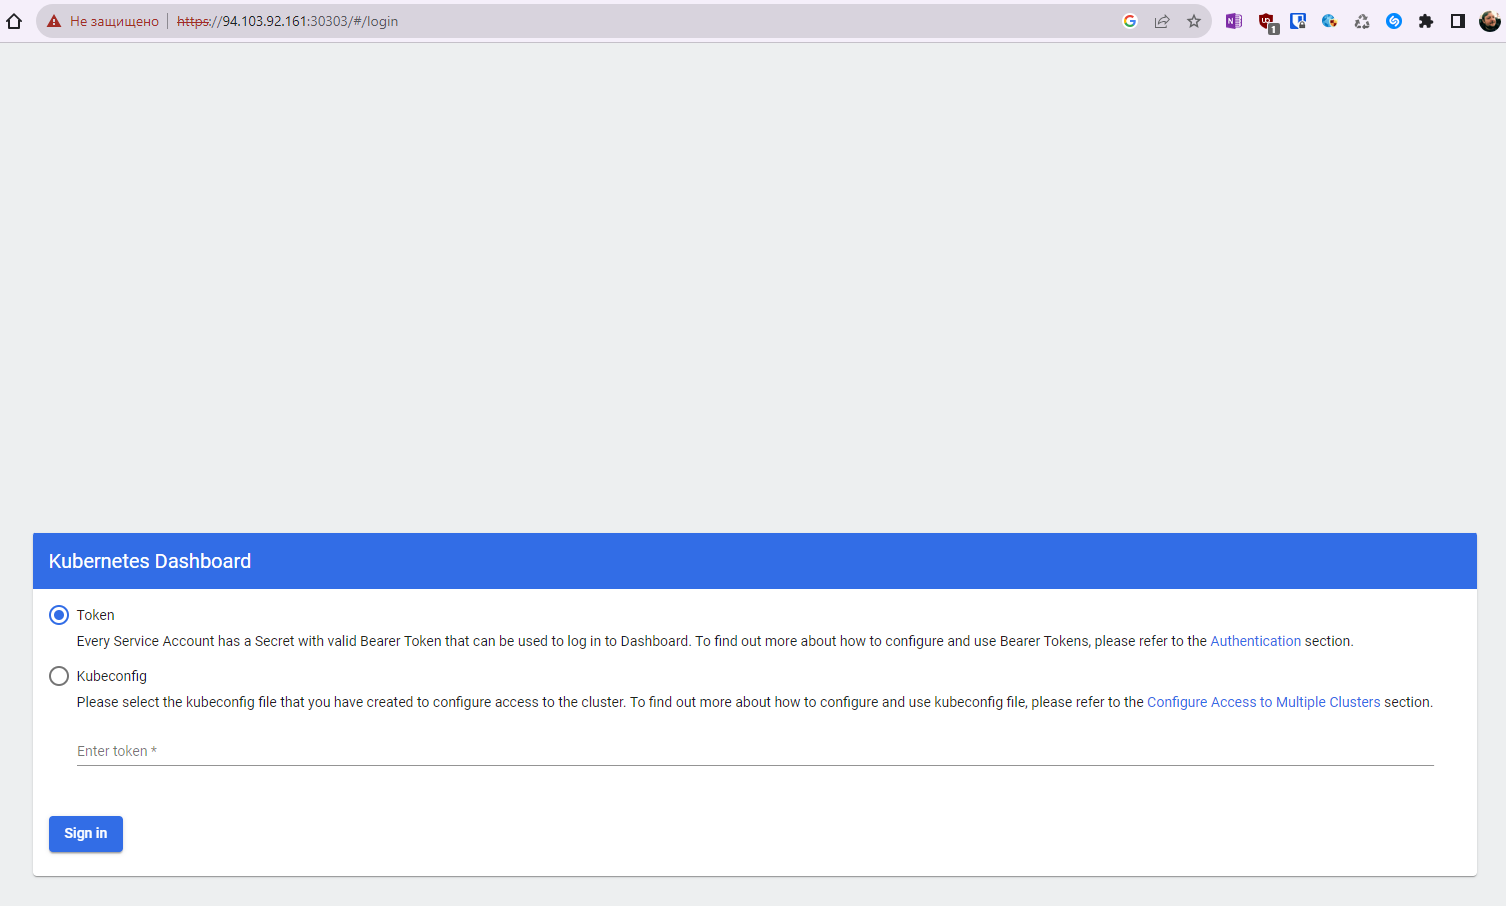 Не защищено https://94.103.92.161:30303/#/login
1
Kubernetes Dashboard
Token
Every Service Account has a Secret with valid Bearer Token that can be used to log in to Dashboard. To find out more about how to configure and use Bearer Tokens, please refer to the Authentication section.
Kubeconfig
Please select the kubeconfig file that you have created to configure access to the cluster. To find out more about how to configure and use kubeconfig file, please refer to the Configure Access to Multiple Clusters section.
Enter token *
Sign in